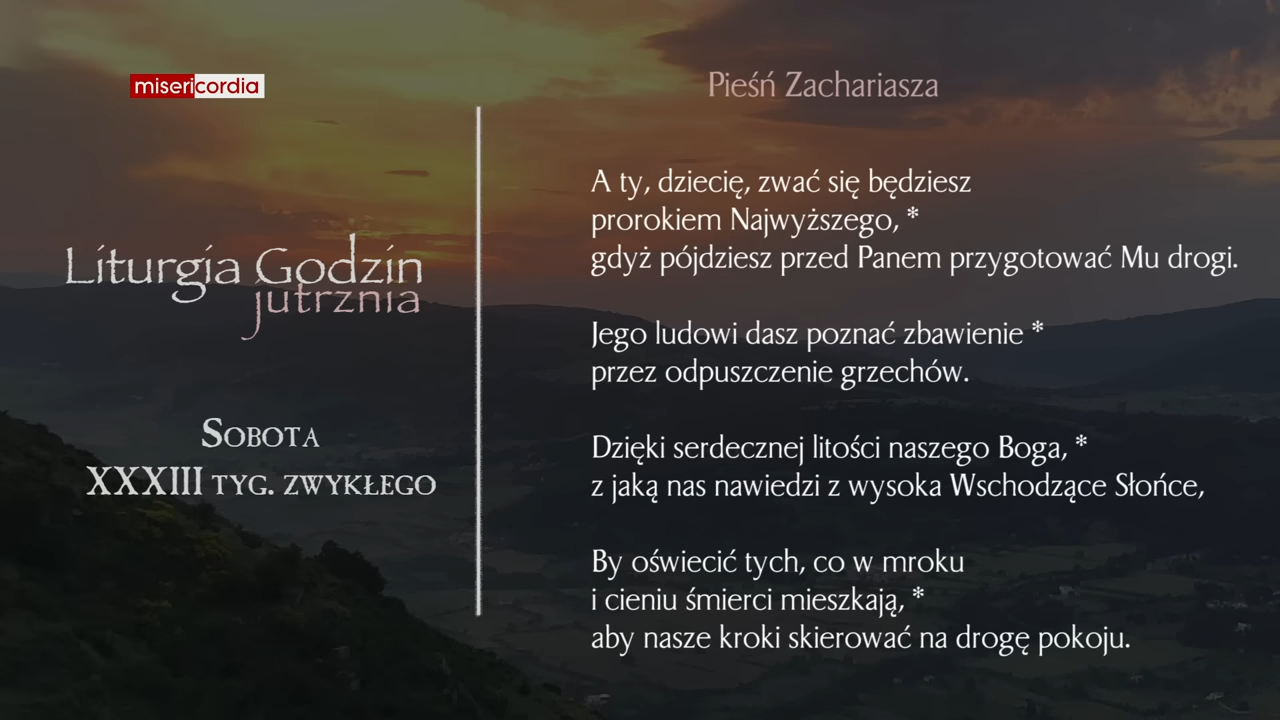 misericordia
Liturgia Godzin
jutrznia
Sobota
XXXIII tyg. zwykłego
Pieśń Zachariasza
A ty, dziecię, zwać się będziesz
prorokiem Najwyższego, *
gdyż pójdziesz przed Panem przygotować Mu drogi.
Jego ludowi dasz poznać zbawienie *
przez odpuszczenie grzechów.
Dzięki serdecznej litości naszego Boga, *
z jaką nas nawiedzi z wysoka Wschodzące Słońce,
By oświecić tych, co w mroku
i cieniu śmierci mieszkają, *
aby nasze kroki skierować na drogę pokoju.